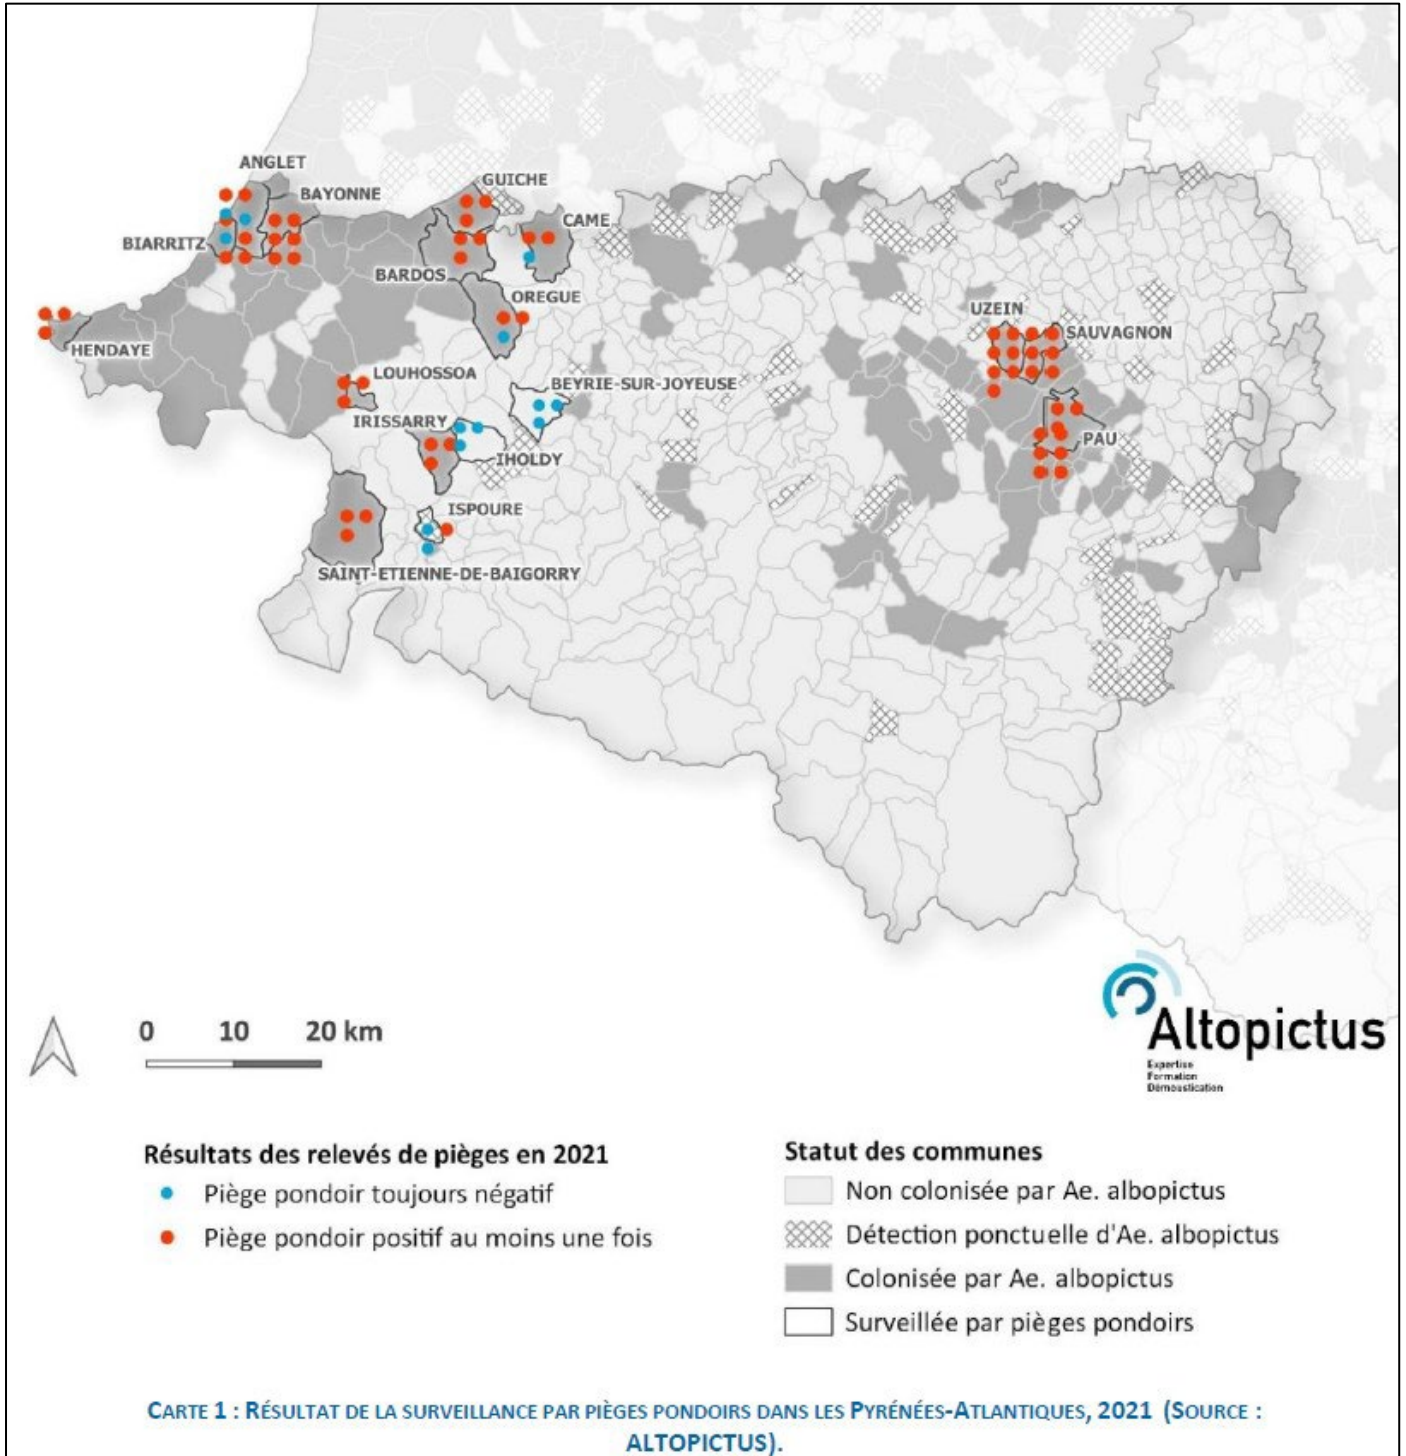 ANGLET
BAYONNE
GUICHE
CAME
BIARRITZ
BARDOS
OREGUE
UZEIN
SAUVAGNON
HENDAYE
LOUHOSSOA
BEYRIE-SUR-JOYEUSE
IRISSARRY
PAU
IHOLDY
ISPOURE
SAINT-ETIENNE-DE-BAIGORRY
0 10 20 km
Altopictus
Expertise
Formation
Démoustication
Résultats des relevés de pièges en 2021
Piège pondoir toujours négatif
Piège pondoir positif au moins une fois
Statut des communes
Non colonisée par Ae. albopictus
Détection ponctuelle d'Ae. albopictus
Colonisée par Ae. albopictus
Surveillée par pièges pondoirs
CARTE 1 : RÉSULTAT DE LA SURVEILLANCE PAR PIÈGES PONDOIRS DANS LES PYRÉNÉES-ATLANTIQUES, 2021 (SOURCE :
ALTOPICTUS).